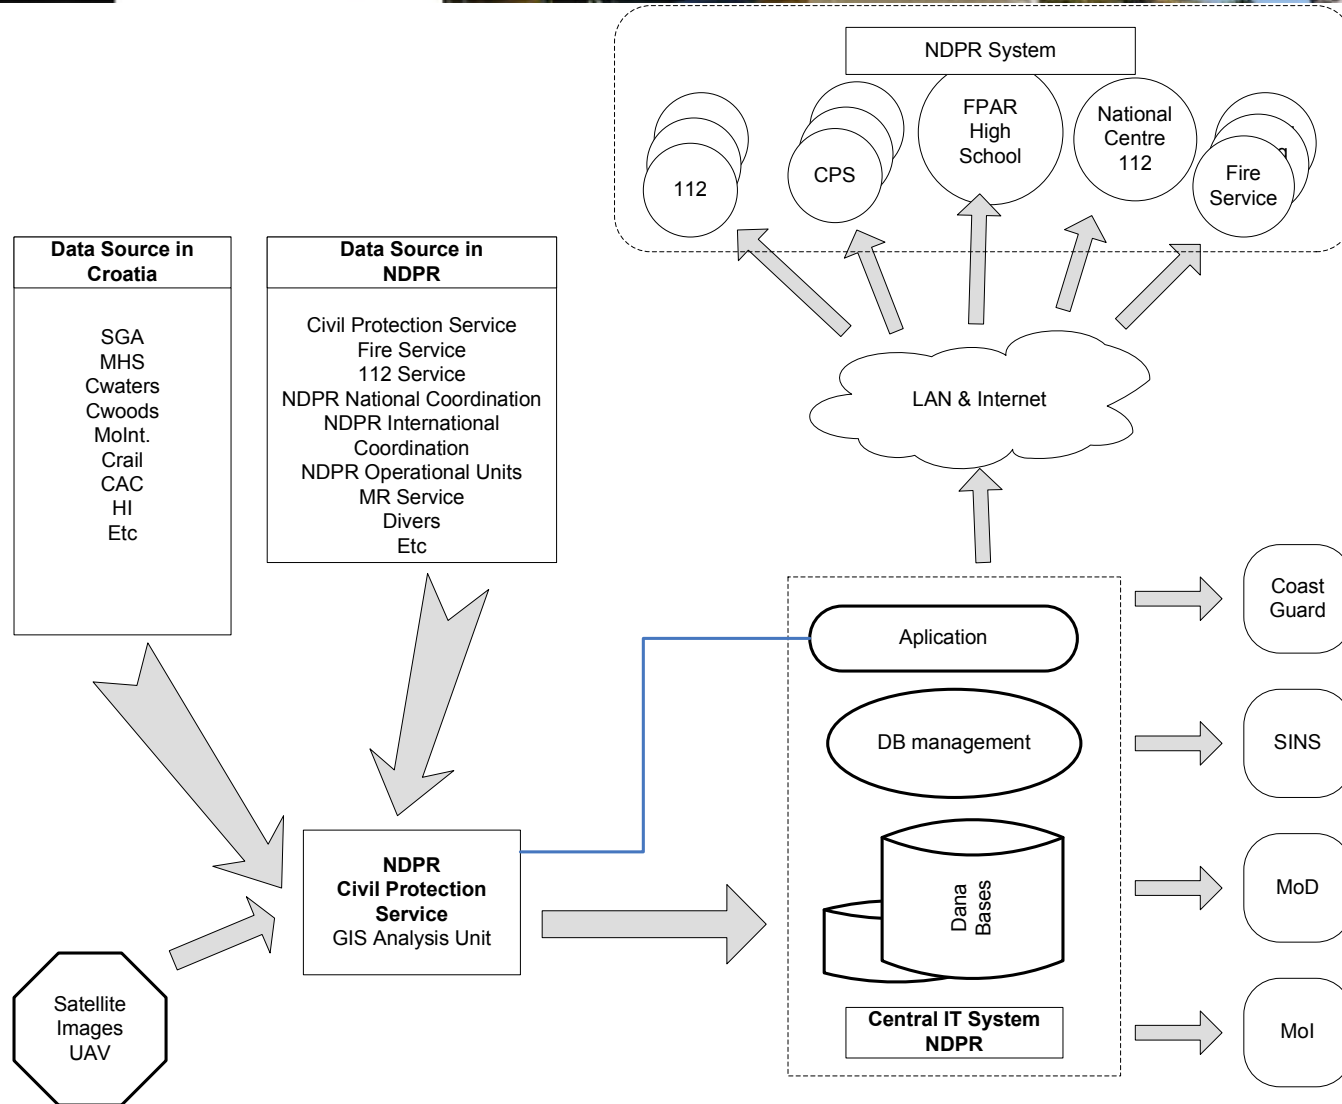 NDPR System
112
CPS
FPAR
High
School
National
Centre
112
Fire
Service
Data Source in
Croatia
SGA
MHS
Cwaters
Cwoods
MoInt.
Crail
CAC
HI
Etc
Data Source in
NDPR
Civil Protection Service
Fire Service
112 Service
NDPR National Coordination
NDPR International
Coordination
NDPR Operational Units
MR Service
Divers
Etc
LAN & Internet
Aplication
DB management
Dana
Bases
Central IT System
NDPR
Coast
Guard
SINS
MoD
MoI
NDPR
Civil Protection
Service
GIS Analysis Unit
Satellite
Images
UAV